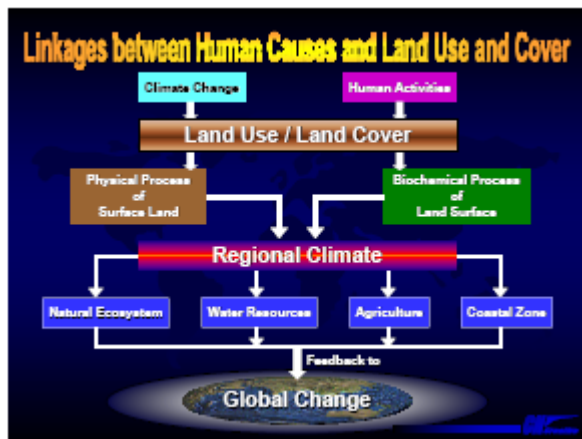 Linkages between Human Causes and Land Use and Cover
Climate Change
Human Activities
Land Use / Land Cover
Physical Process
of
Surface Land
Biochemical Process
of
Land Surface
Regional Climate
Natural Ecosystem
Water Resources
Agriculture
Coastal Zone
Feedback to
Global Change